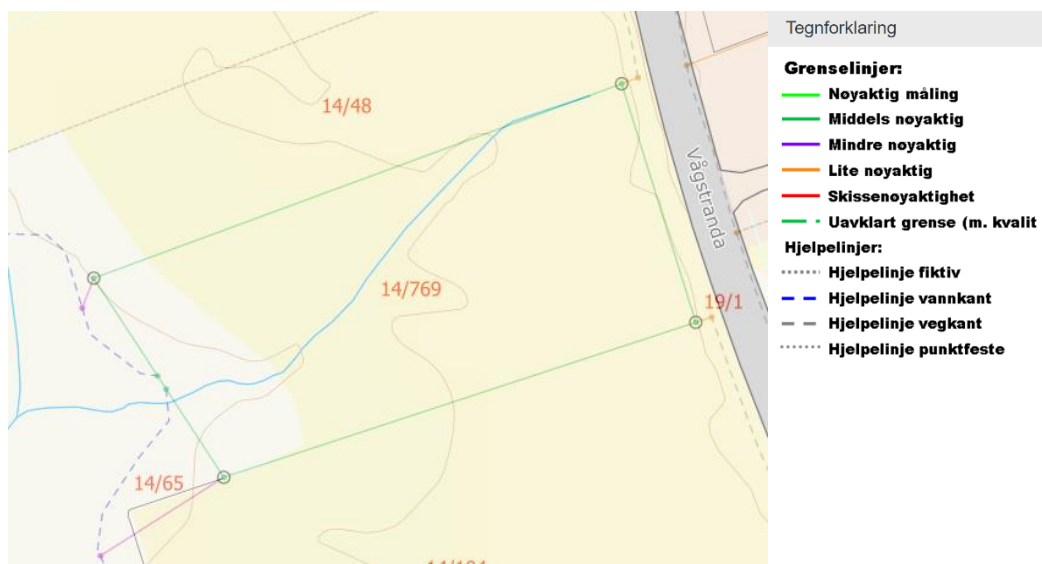 14/48
14/769
Vågstranda
19/1
14/65
Tegnforklaring
Grenselinjer:
Nøyaktig måling
Middels nøyaktig
Mindre nøyaktig
Lite nøyaktig
Skissenøyaktighet
Uavklart grense (m. kvalit
Hjelpelinjer:
Hjelpelinje fiktiv
Hjelpelinje vannkant
Hjelpelinje vegkant
Hjelpelinje punktfeste